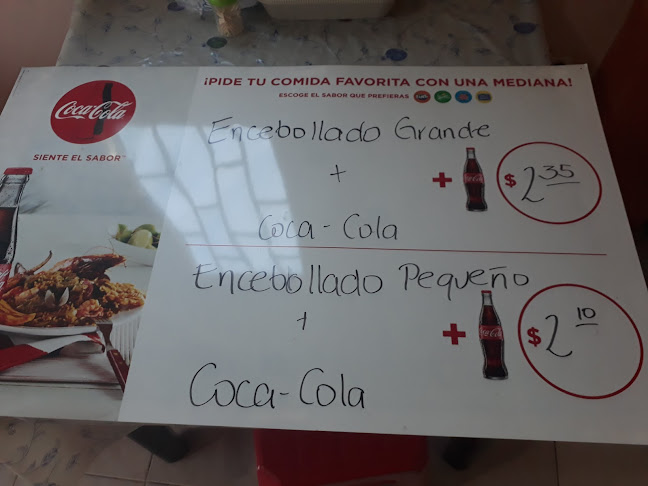 Coca-Cola
SIENTE EL SABOR™
¡PIDE TU COMIDA FAVORITA CON UNA MEDIANA!
ESCOGE EL SABOR QUE PREFIERAS
Encebollado Grande
+
Coca-Cola
+ $ 2 35
Encebollado Pequeño
+
Coca-Cola
+ $ 2 10